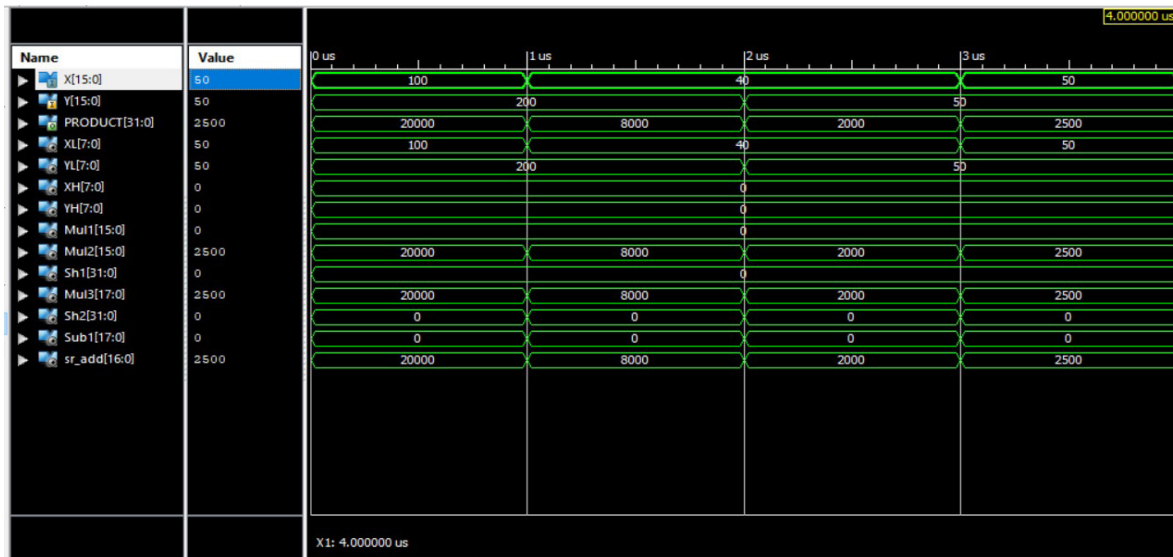 4.000000 us
Name Value 0 us 1 us 2 us 3 us
X[15:0] 50 100 40 50
Y[15:0] 50 200 50
PRODUCT[31:0] 2500 20000 8000 2000 2500
XL[7:0] 50 100 40 50
YL[7:0] 50 200 50
XH[7:0] 0 0
YH[7:0] 0 0
Mul1[15:0] 0 0
Mul2[15:0] 2500 20000 8000 2000 2500
Sh1[31:0] 0 0
Mul3[17:0] 2500 20000 8000 2000 2500
Sh2[31:0] 0 0 0 0 0
Sub1[17:0] 0 0 0 0 0
sr_add[16:0] 2500 20000 8000 2000 2500
X1: 4.000000 us